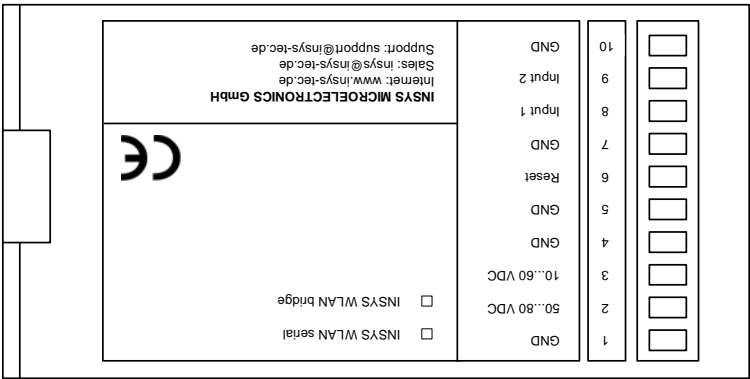 1 GND
2 50...80 VDC
3 10...60 VDC
4 GND
5 GND
6 Reset
7 GND
8 Input 1
9 Input 2
10 GND
☐ INSYS WLAN serial
☐ INSYS WLAN bridge
CE
INSYS MICROELECTRONICS GmbH
Internet: www.insys-tec.de
Sales: insys@insys-tec.de
Support: support@insys-tec.de